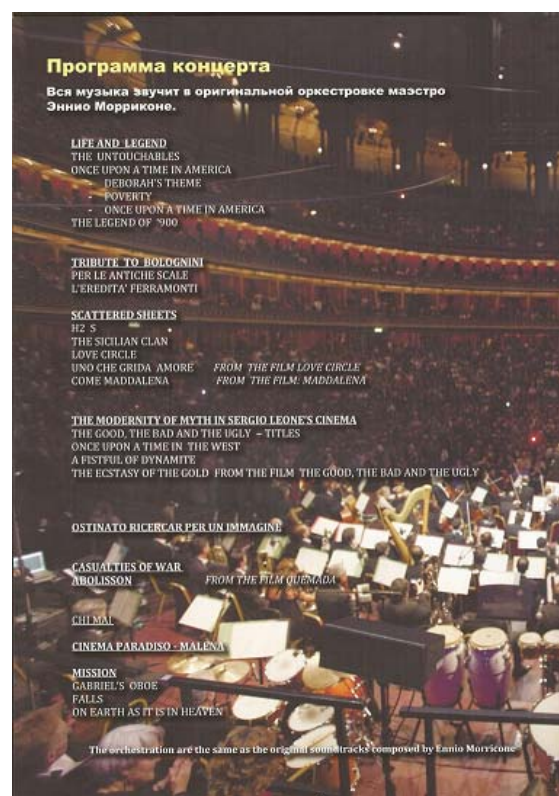 Программа концерта
Вся музыка звучит в оригинальной оркестровке маэстро
Эннио Морриконе.
LIFE AND LEGEND
THE UNTOUCHABLES
ONCE UPON A TIME IN AMERICA
- DEBORAH'S THEME
- POVERTY
- ONCE UPON A TIME IN AMERICA
THE LEGEND OF '900
TRIBUTE TO BOLOGNINI
PER LE ANTICHE SCALE
L'EREDITA' FERRAMONTI
SCATTERED SHEETS
H2 S
THE SICILIAN CLAN
LOVE CIRCLE
UNO CHE GRIDA AMORE FROM THE FILM LOVE CIRCLE
COME MADDALENA FROM THE FILM: MADDALENA
THE MODERNITY OF MYTH IN SERGIO LEONE'S CINEMA
THE GOOD, THE BAD AND THE UGLY – TITLES
ONCE UPON A TIME IN THE WEST
A FISTFUL OF DYNAMITE
THE ECSTASY OF THE GOLD FROM THE FILM THE GOOD, THE BAD AND THE UGLY
OSTINATO RICERCAR PER UN IMMAGINE
CASUALTIES OF WAR
ABOLISSON FROM THE FILM QUEMADA
CHI MAI
CINEMA PARADISO - MALENA
MISSION
GABRIEL'S OBOE
FALLS
ON EARTH AS IT IS IN HEAVEN
The orchestration are the same as the original soundtracks composed by Ennio Morricone